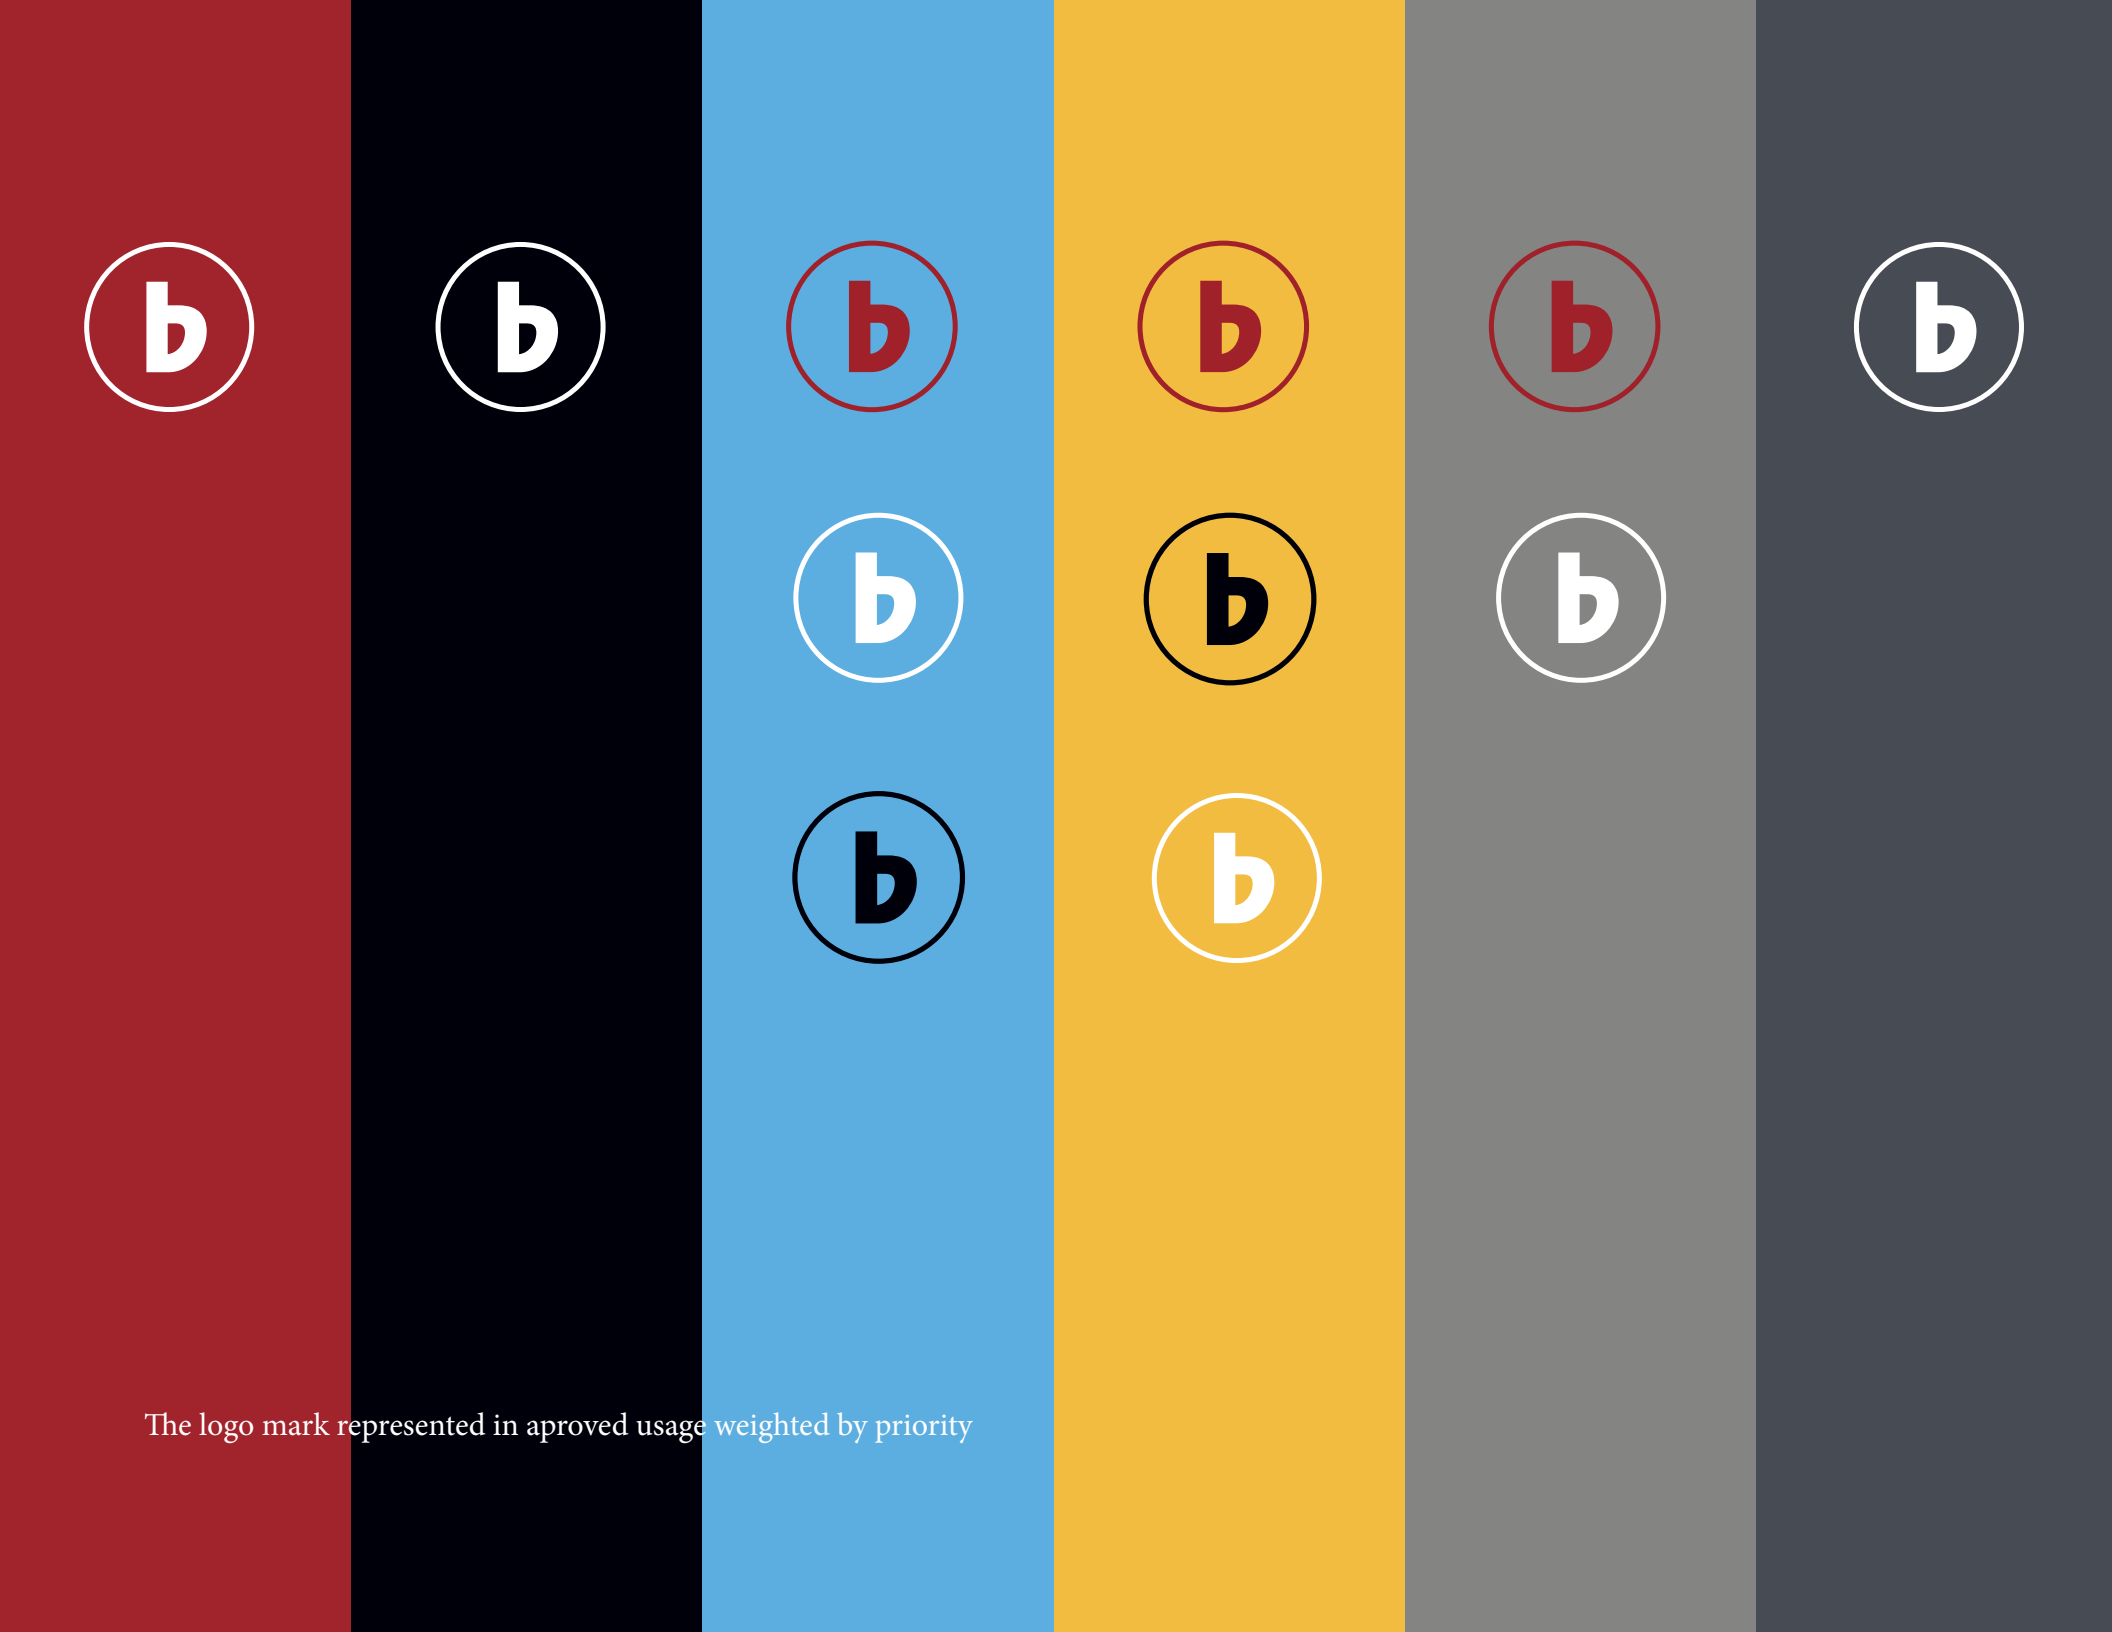 b b b b b b
b b b
b b
The logo mark represented in aproved usage weighted by priority